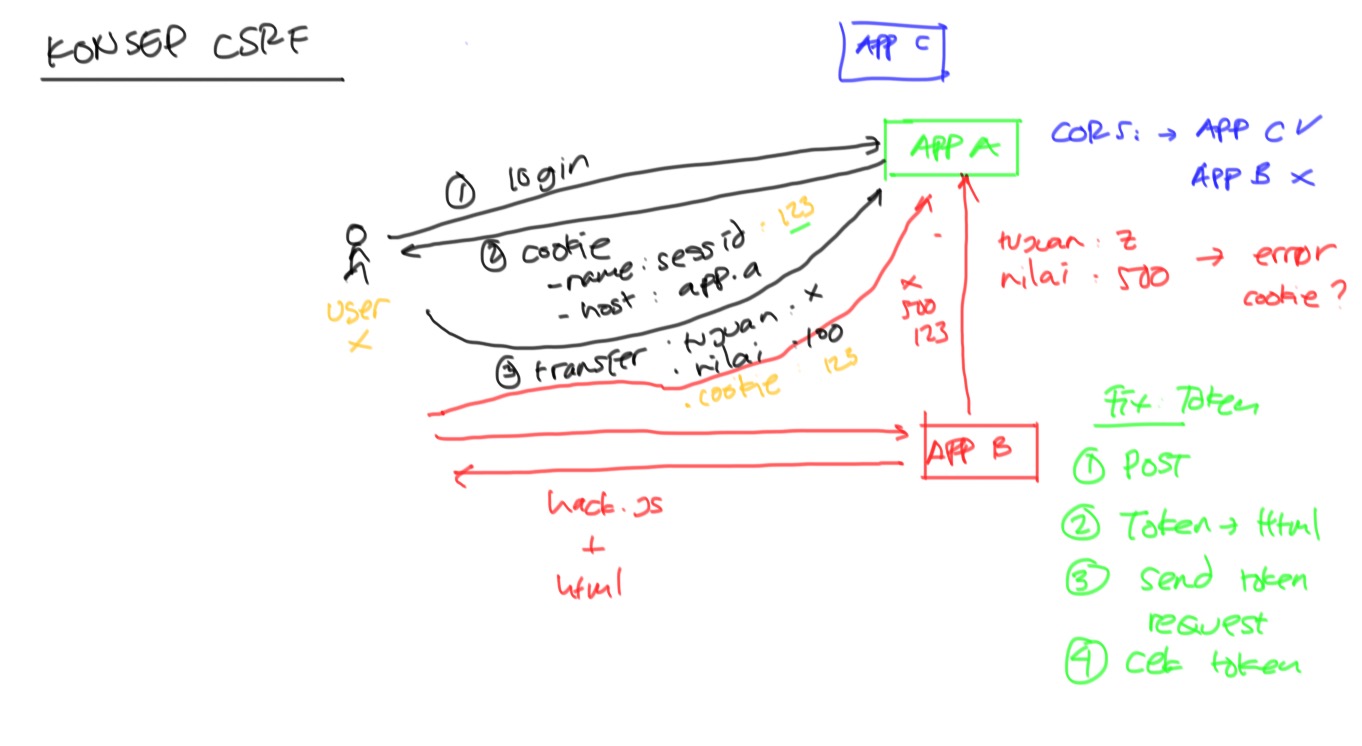 KONSEP CSRF
APP C
APP A
CORS: → APP C ✓
APP B x
① login
② cookie
- name : sessid . 123
- host : app.a
user
x
③ transfer . tujuan . x
. nilai . 100
. cookie 123
x
500
123
tujuan : z
nilai . 500
→ error
cookie ?
APP B
hack.js
+
html
Fix : Token
① POST
② Token → Html
③ send token
request
④ cek token